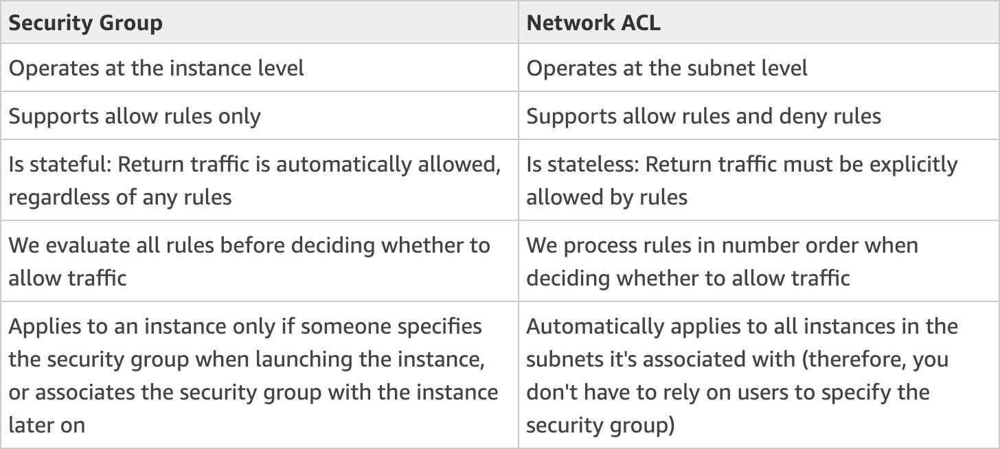 Security Group
Network ACL
Operates at the instance level
Operates at the subnet level
Supports allow rules only
Supports allow rules and deny rules
Is stateful: Return traffic is automatically allowed,
regardless of any rules
Is stateless: Return traffic must be explicitly
allowed by rules
We evaluate all rules before deciding whether to
allow traffic
We process rules in number order when
deciding whether to allow traffic
Applies to an instance only if someone specifies
the security group when launching the instance,
or associates the security group with the instance
later on
Automatically applies to all instances in the
subnets it's associated with (therefore, you
don't have to rely on users to specify the
security group)